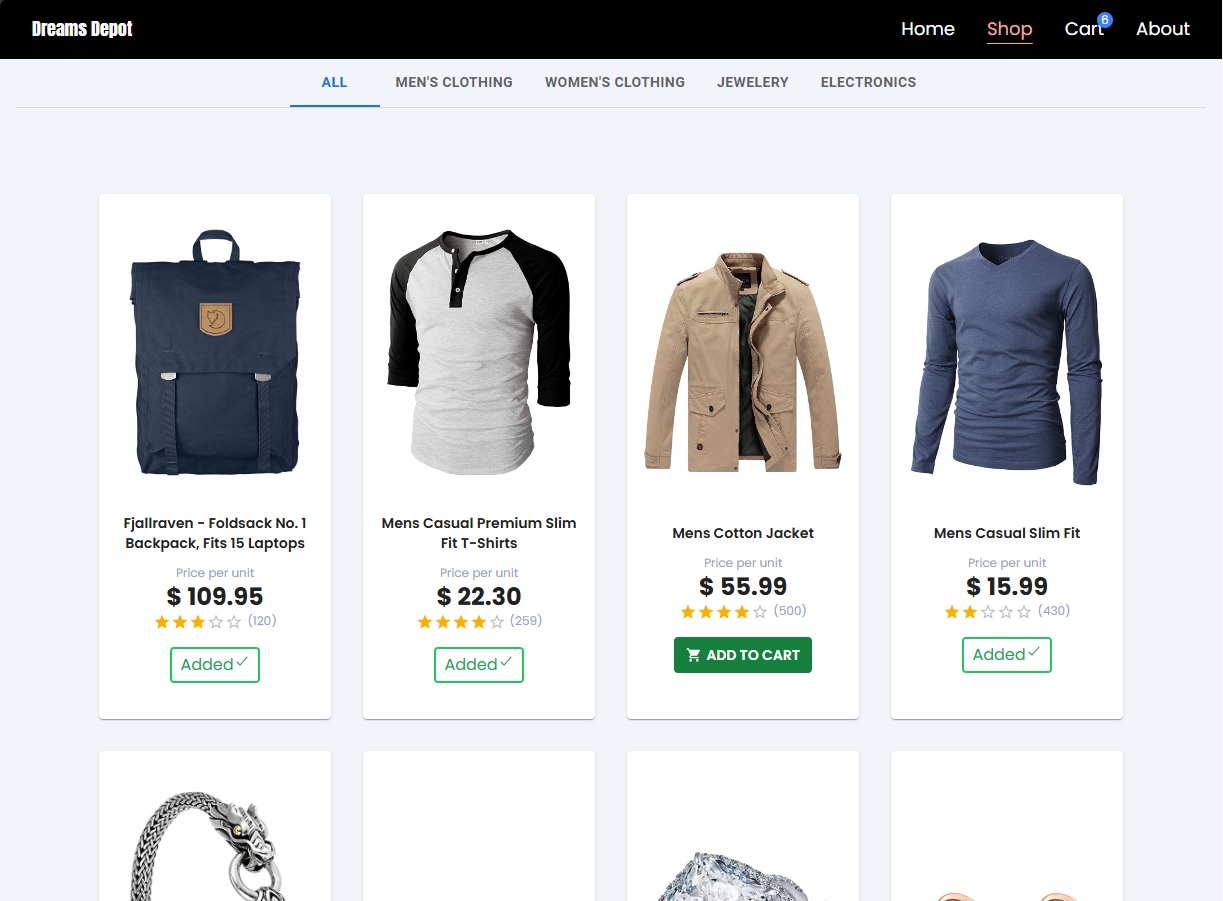 Dreams Depot
Home
Shop
Cart
6
About
ALL
MEN'S CLOTHING
WOMEN'S CLOTHING
JEWELERY
ELECTRONICS
Fjallraven - Foldsack No. 1
Backpack, Fits 15 Laptops
Price per unit
$ 109.95
(120)
Added
Mens Casual Premium Slim
Fit T-Shirts
Price per unit
$ 22.30
(259)
Added
Mens Cotton Jacket
Price per unit
$ 55.99
(500)
ADD TO CART
Mens Casual Slim Fit
Price per unit
$ 15.99
(430)
Added